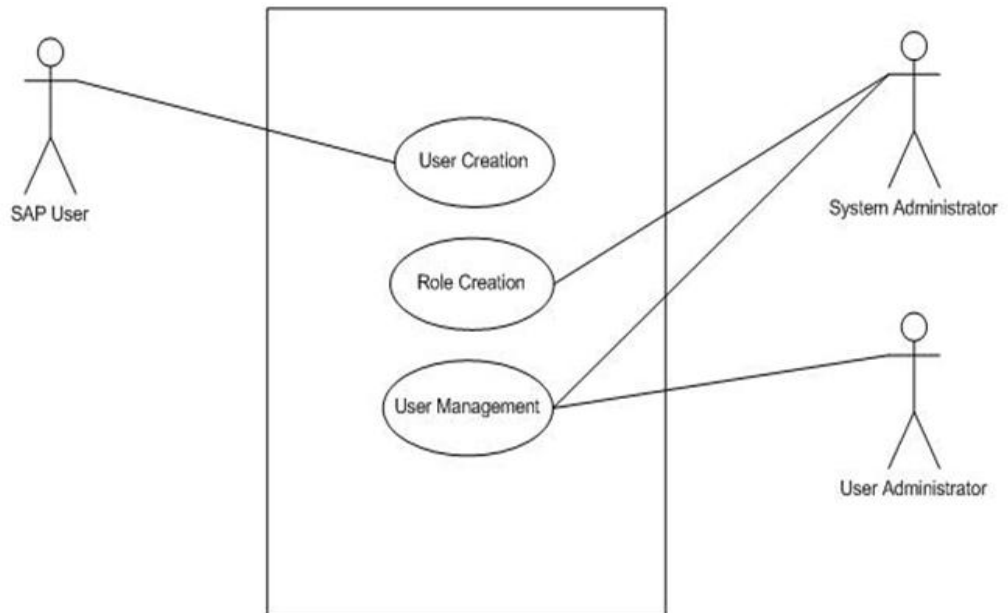 User Creation
SAP User
System Administrator
Role Creation
User Management
User Administrator